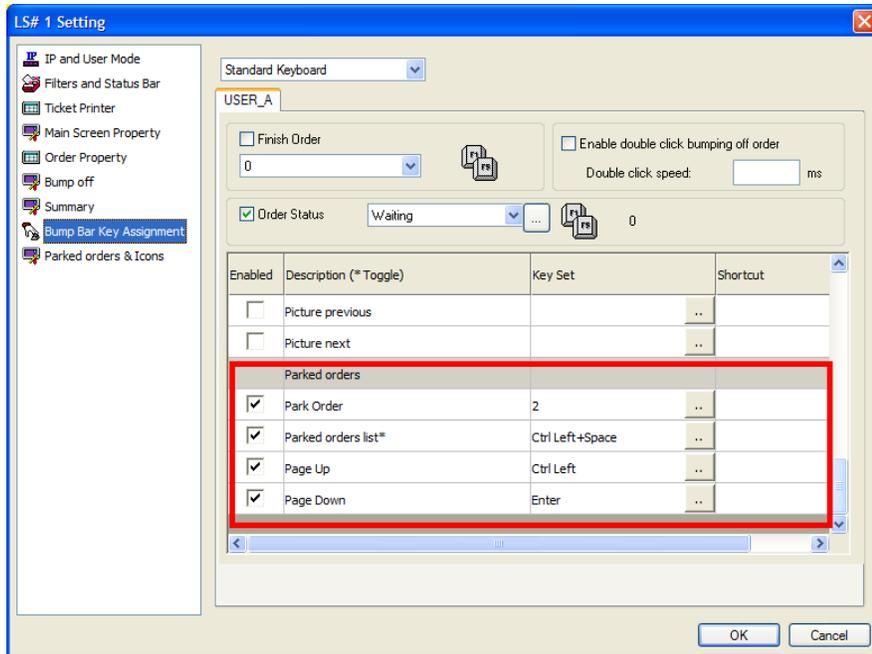 LS# 1 Setting
IP and User Mode
Filters and Status Bar
Ticket Printer
Main Screen Property
Order Property
Bump off
Summary
Bump Bar Key Assignment
Parked orders & Icons
Standard Keyboard
USER_A
Finish Order
0
F1
F5
Enable double click bumping off order
Double click speed: ms
Order Status Waiting ... F1 F5 0
Enabled Description (* Toggle) Key Set Shortcut
Picture previous ..
Picture next ..
Parked orders
Park Order 2 ..
Parked orders list* Ctrl Left+Space ..
Page Up Ctrl Left ..
Page Down Enter ..
OK Cancel